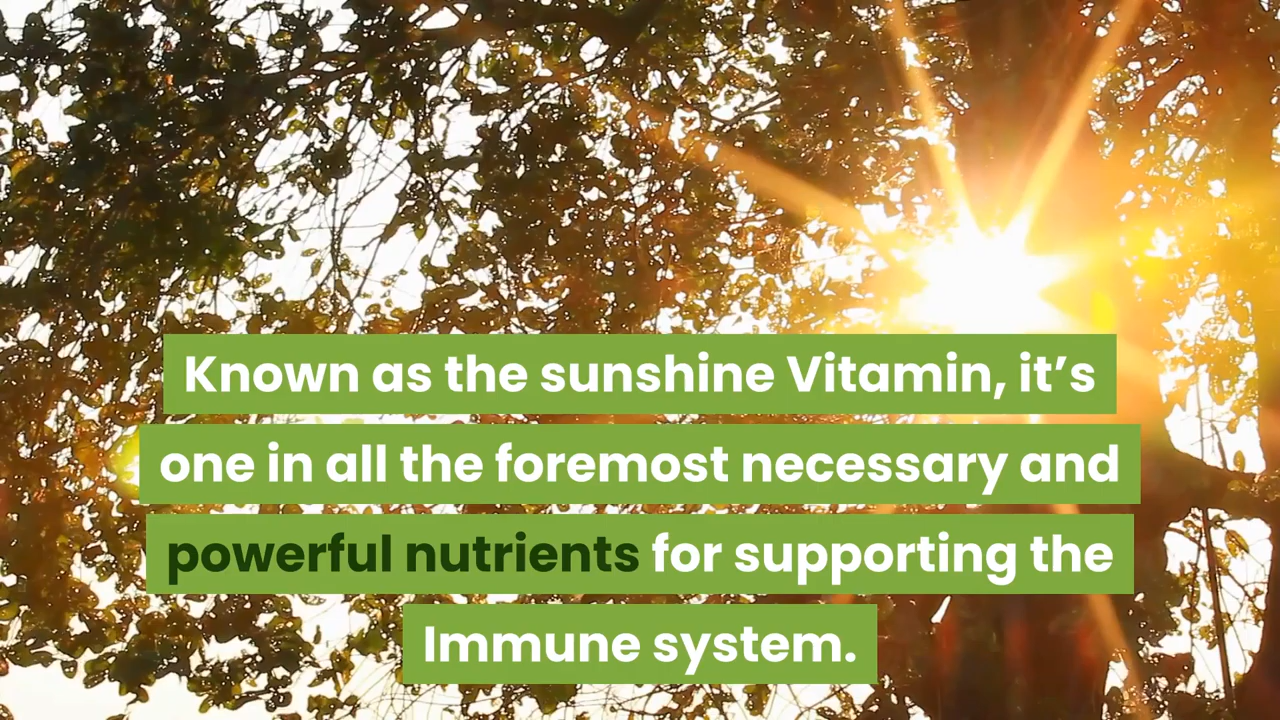 Known as the sunshine Vitamin, it’s
one in all the foremost necessary and
powerful nutrients for supporting the
Immune system.